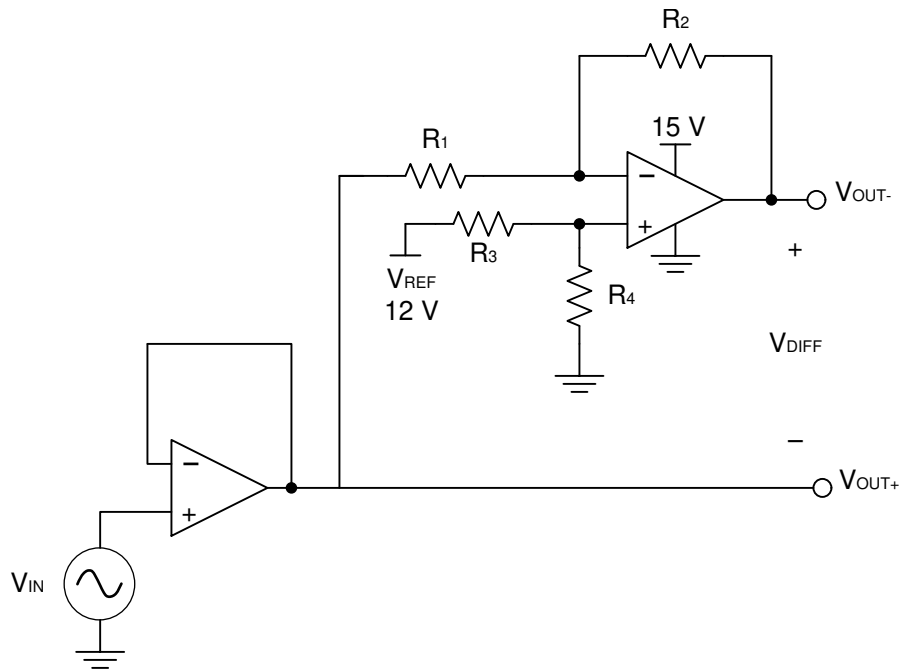 R2
15 V
R1
−
VOUT-
+
R3
+
VREF
12 V
R4
VDIFF
−
−
VOUT+
+
VIN